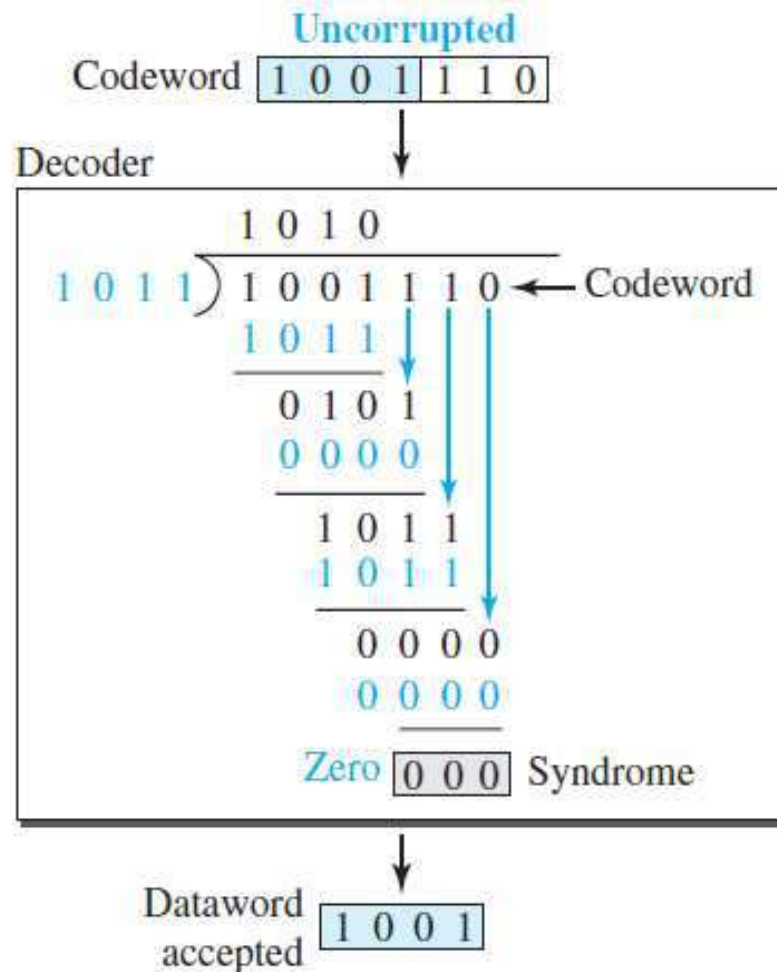 Uncorrupted
Codeword 1 0 0 1 1 1 0
Decoder
1 0 1 0
1 0 1 1 ) 1 0 0 1 1 1 0 Codeword
1 0 1 1
0 1 0 1
0 0 0 0
1 0 1 1
1 0 1 1
0 0 0 0
0 0 0 0
Zero 0 0 0 Syndrome
Dataword
accepted 1 0 0 1